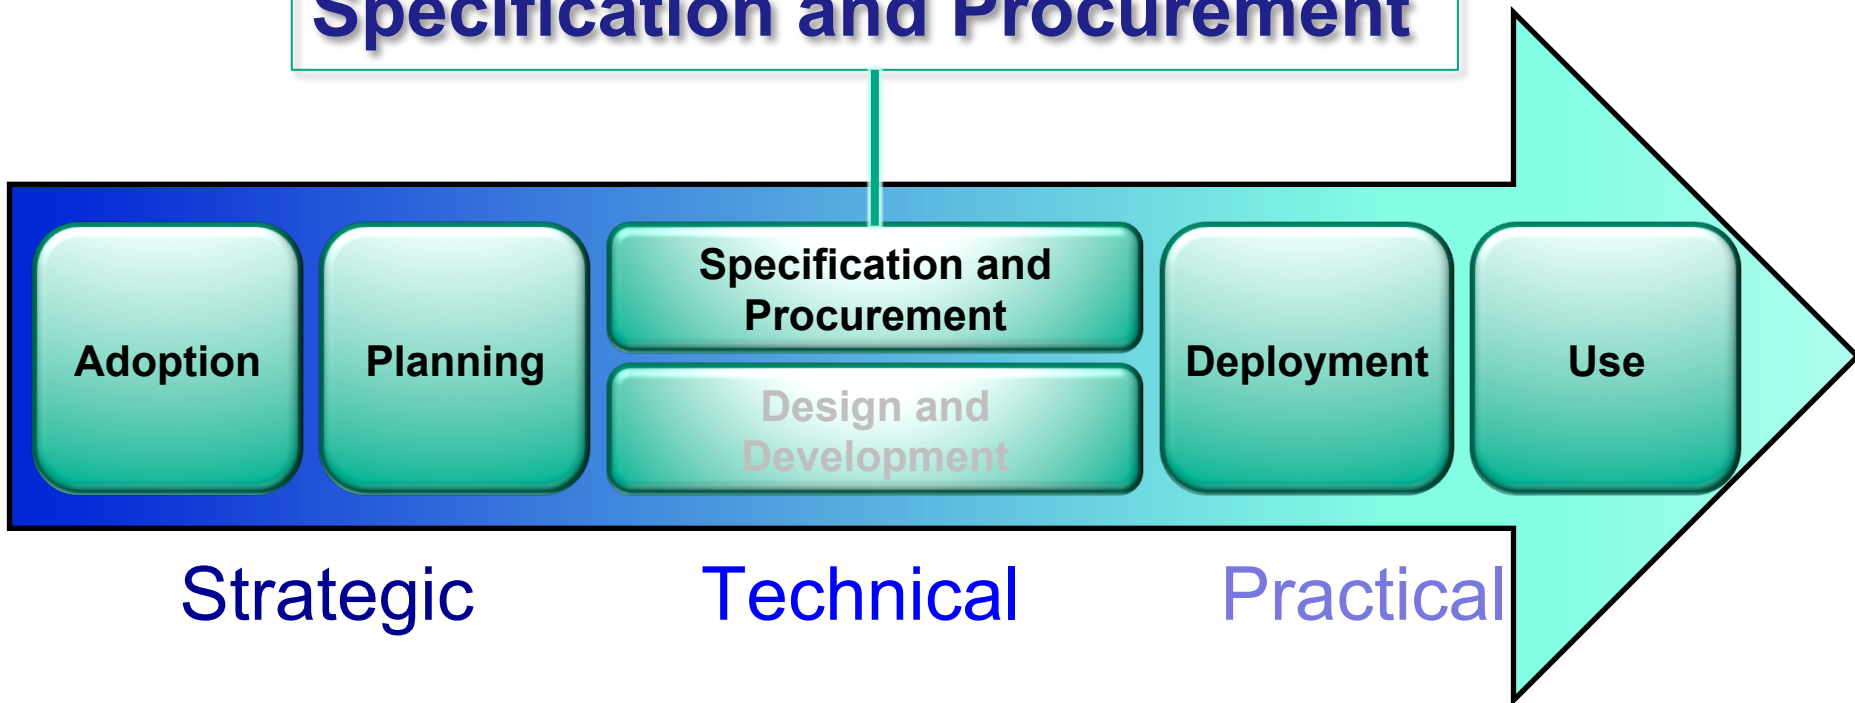 Specification and Procurement
Specification and
Procurement
Adoption
Planning
Design and
Development
Deployment
Use
Strategic
Technical
Practical